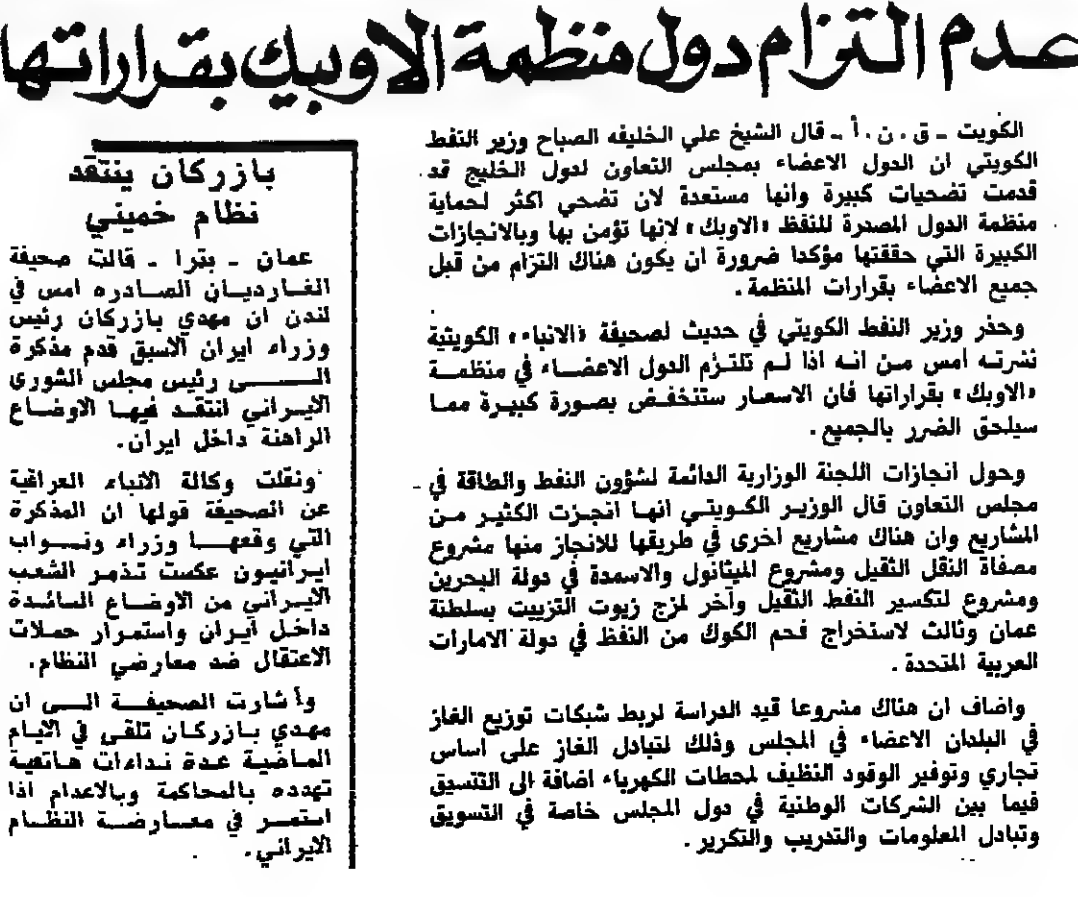 عدم التزام دول منظمة الاوبيك بقراراتها
الكويت ـ ق . ن . أ ـ قال الشيخ علي الخليفه الصباح وزير النفط
الكويتي ان الدول الاعضاء بمجلس التعاون لدول الخليج قد
قدمت تضحيات كبيرة وانها مستعدة لان تضحي اكثر لحماية
منظمة الدول المصدرة للنفظ «الاوبك» لانها تؤمن بها وبالانجازات
الكبيرة التي حققتها مؤكدا ضرورة ان يكون هناك التزام من قبل
جميع الاعضاء بقرارات المنظمة .
وحذر وزير النفط الكويتي في حديث لصحيفة «الانباء» الكويتية
نشرته امس من انه اذا لم تلتزم الدول الاعضاء في منظمة
«الاوبك» بقراراتها فان الاسعار ستنخفض بصورة كبيرة مما
سيلحق الضرر بالجميع .
وحول انجازات اللجنة الوزارية الدائمة لشؤون النفط والطاقة في
مجلس التعاون قال الوزير الكويتي انها انجزت الكثير من
المشاريع وان هناك مشاريع اخرى في طريقها للانجاز منها مشروع
مصفاة النقل الثقيل ومشروع الميثانول والاسمدة في دولة البحرين
ومشروع لتكسير النفط الثقيل وآخر لمزج زيوت التزييت بسلطنة
عمان وثالث لاستخراج فحم الكوك من النفظ في دولة الامارات
العربية المتحدة .
واضاف ان هناك مشروعا قيد الدراسة لربط شبكات توزيع الغاز
في البلدان الاعضاء في المجلس وذلك لتبادل الغاز على اساس
تجاري وتوفير الوقود النظيف لمحطات الكهرباء اضافة الى التنسيق
فيما بين الشركات الوطنية في دول المجلس خاصة في التسويق
وتبادل المعلومات والتدريب والتكرير .
بازركان ينتقد
نظام خميني
عمان ـ بترا ـ قالت صحيفة
الغارديان الصادره امس في
لندن ان مهدي بازركان رئيس
وزراء ايران الاسبق قدم مذكرة
الى رئيس مجلس الشورى
الايراني انتقد فيها الاوضاع
الراهنة داخل ايران .
ونقلت وكالة الانباء العراقية
عن الصحيفة قولها ان المذكرة
التي وقعها وزراء ونواب
ايرانيون عكست تذمر الشعب
الايراني من الاوضاع السائدة
داخل ايران واستمرار حملات
الاعتقال ضد معارضي النظام .
وأشارت الصحيفة الى ان
مهدي بازركان تلقى في الايام
الماضية عدة نداءات هاتفية
تهدده بالمحاكمة وبالاعدام اذا
استمر في معارضة النظام
الايراني .